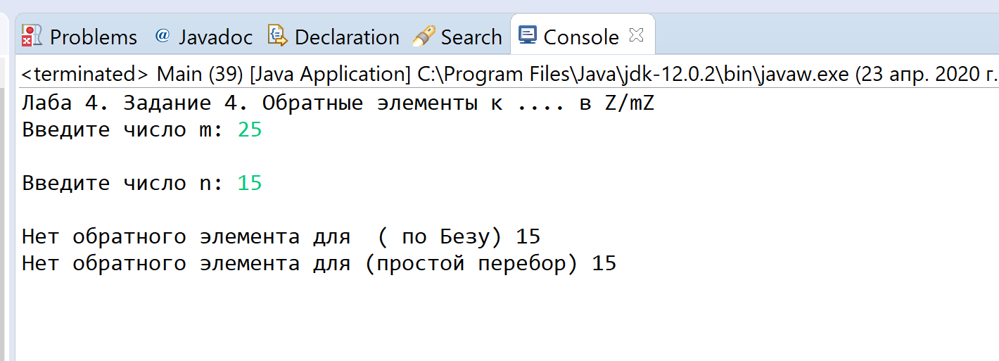 Problems @ Javadoc Declaration Search Console
<terminated> Main (39) [Java Application] C:\Program Files\Java\jdk-12.0.2\bin\javaw.exe (23 апр. 2020 г.
Лаба 4. Задание 4. Обратные элементы к .... в Z/mZ
Введите число m: 25
Введите число n: 15
Нет обратного элемента для  ( по Безу) 15
Нет обратного элемента для (простой перебор) 15